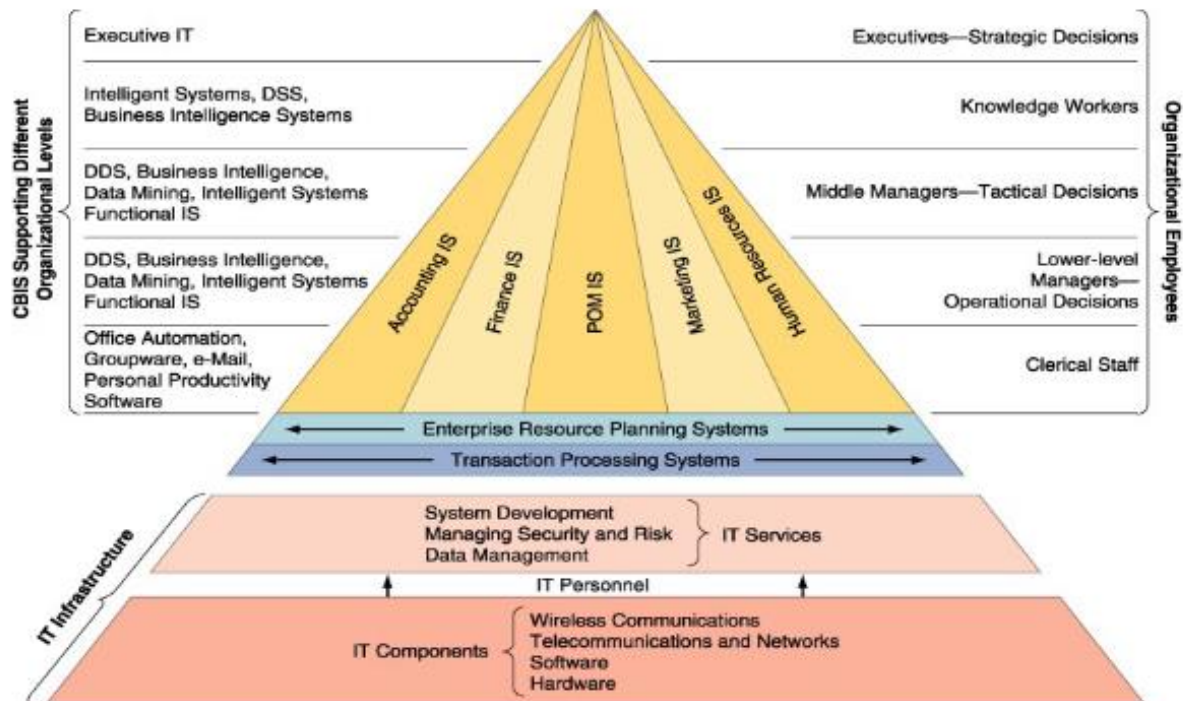 CBIS Supporting Different
Organizational Levels
Executive IT
Intelligent Systems, DSS,
Business Intelligence Systems
DDS, Business Intelligence,
Data Mining, Intelligent Systems
Functional IS
DDS, Business Intelligence,
Data Mining, Intelligent Systems
Functional IS
Office Automation,
Groupware, e-Mail,
Personal Productivity
Software
Accounting IS
Finance IS
POM IS
Marketing IS
Human Resources IS
Executives—Strategic Decisions
Knowledge Workers
Middle Managers—Tactical Decisions
Lower-level
Managers—
Operational Decisions
Clerical Staff
Organizational
Employees
Enterprise Resource Planning Systems
Transaction Processing Systems
IT Infrastructure
System Development
Managing Security and Risk
Data Management
IT Services
IT Personnel
IT Components
Wireless Communications
Telecommunications and Networks
Software
Hardware